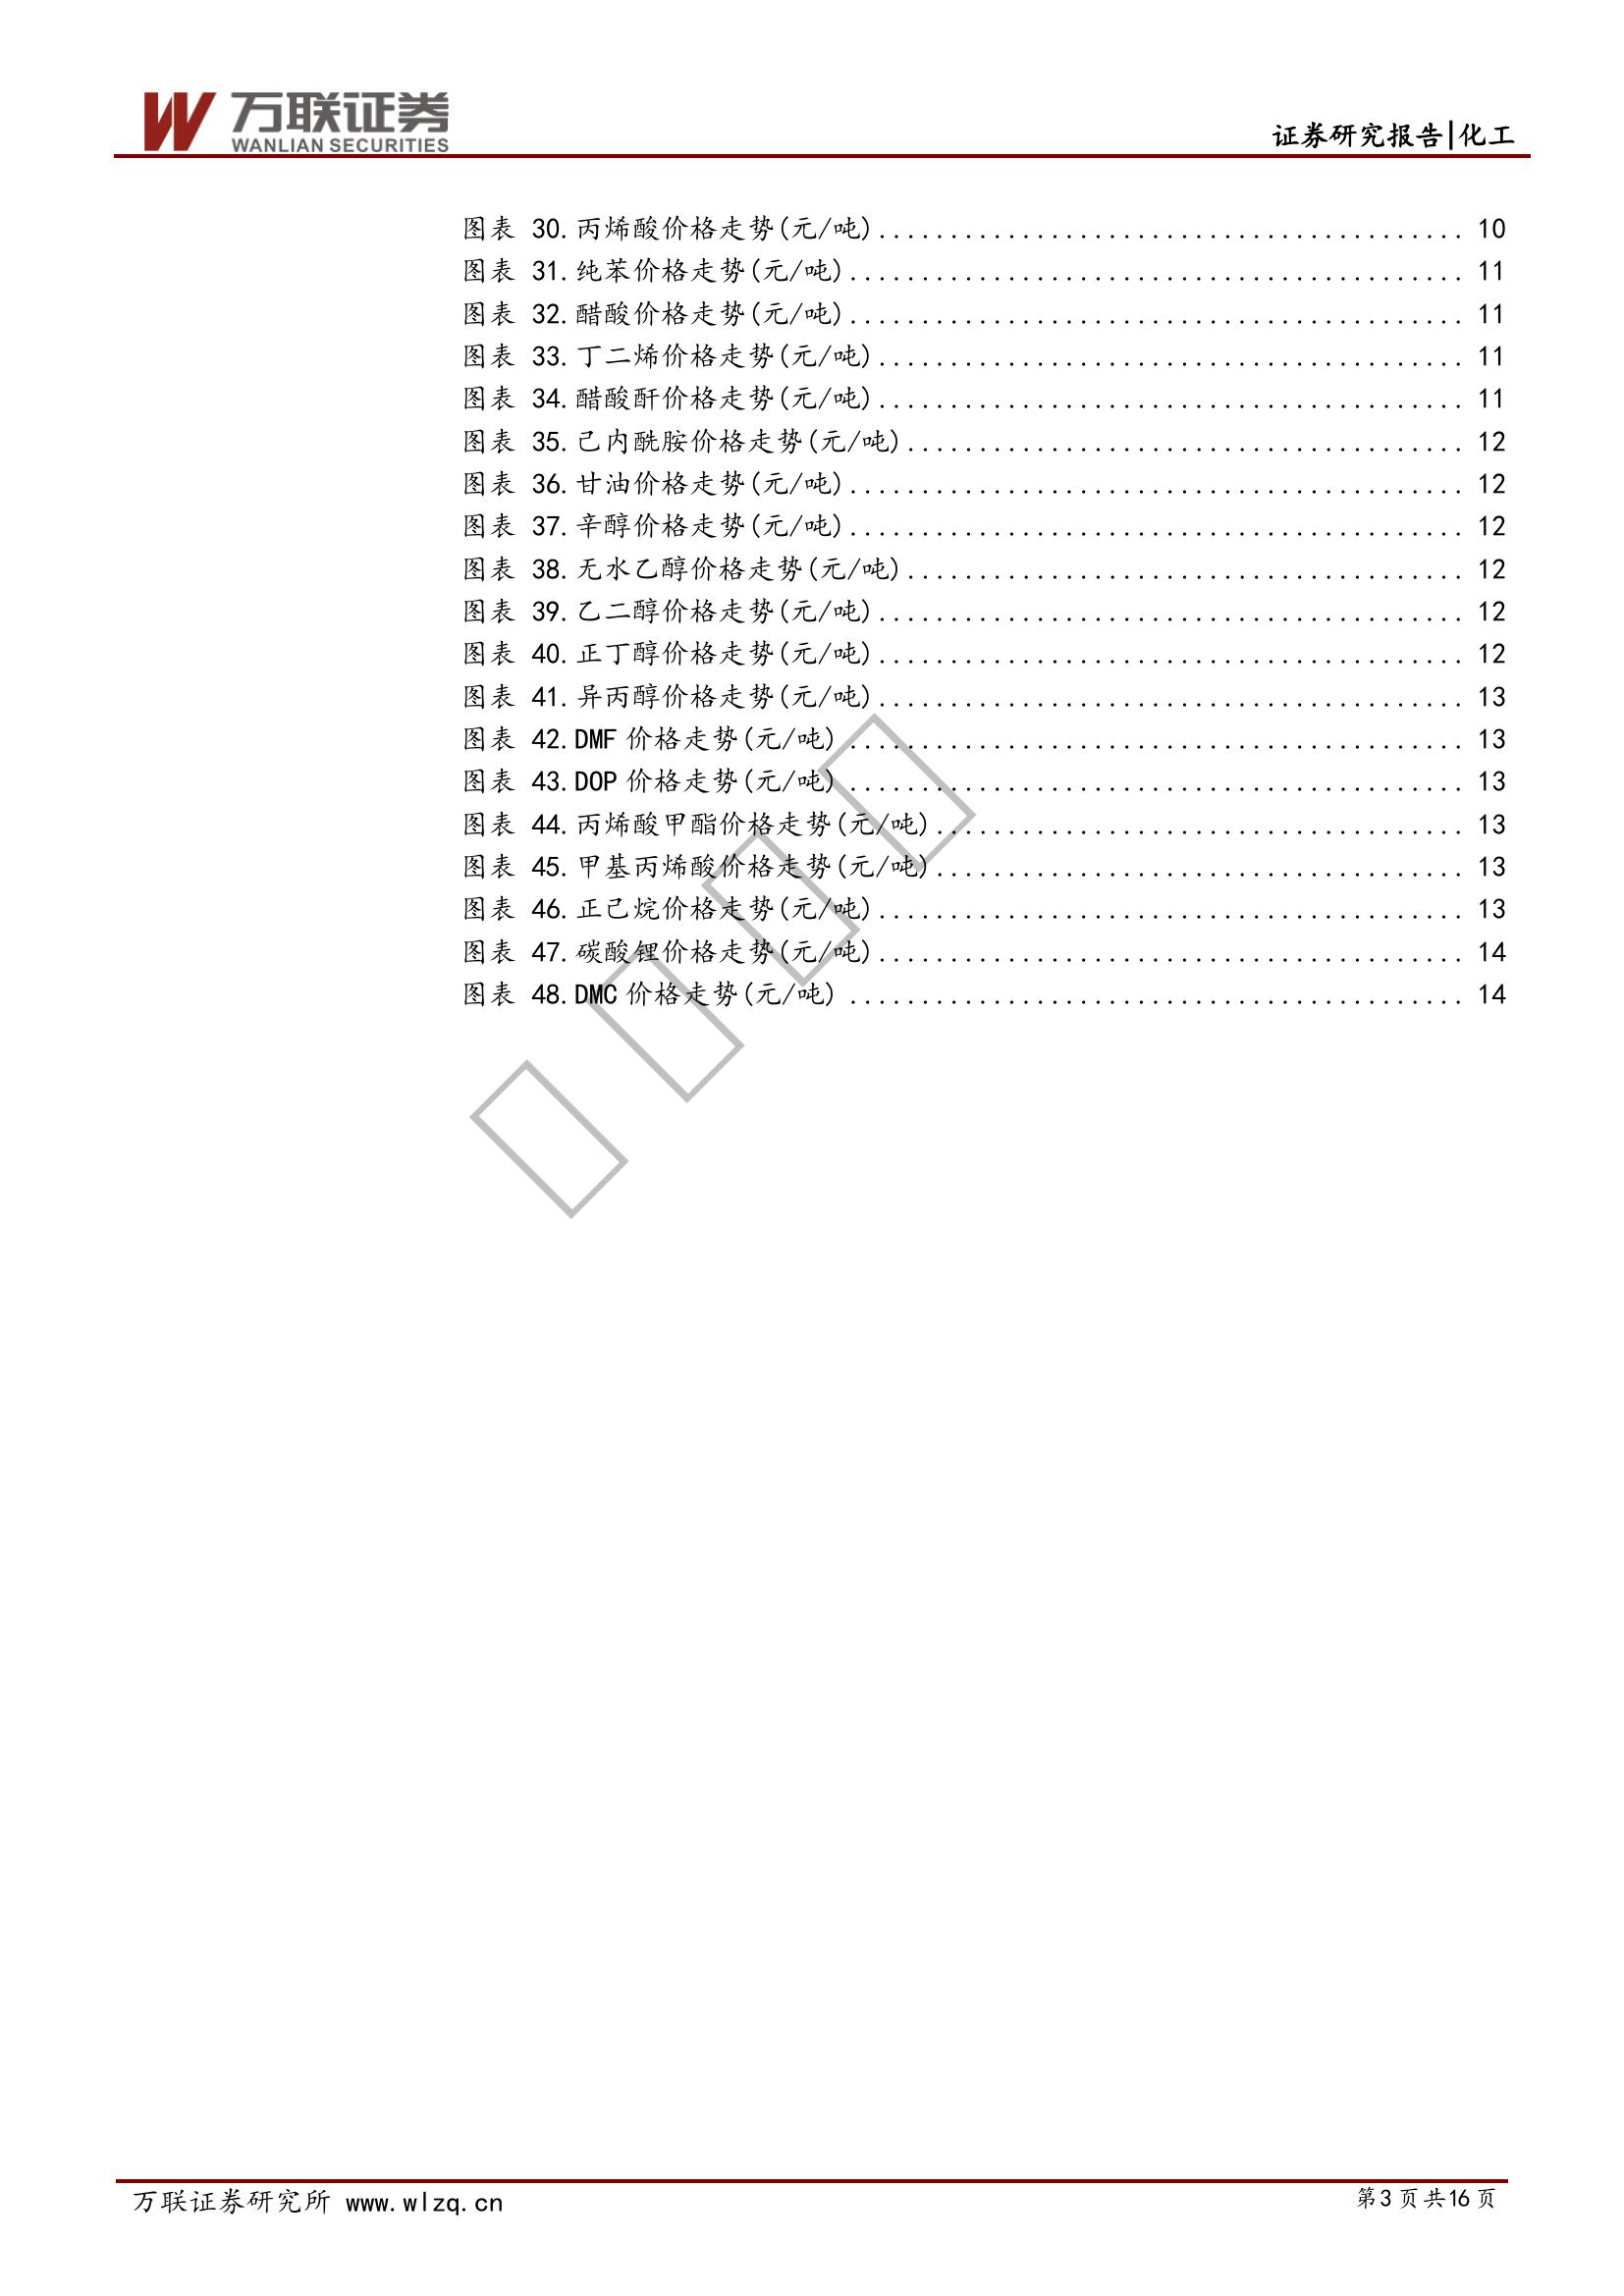 万联证券
WANLIAN SECURITIES
证券研究报告|化工
图表 30.丙烯酸价格走势(元/吨)......................................... 10
图表 31.纯苯价格走势(元/吨)........................................... 11
图表 32.醋酸价格走势(元/吨)........................................... 11
图表 33.丁二烯价格走势(元/吨)......................................... 11
图表 34.醋酸酐价格走势(元/吨)......................................... 11
图表 35.己内酰胺价格走势(元/吨)....................................... 12
图表 36.甘油价格走势(元/吨)........................................... 12
图表 37.辛醇价格走势(元/吨)........................................... 12
图表 38.无水乙醇价格走势(元/吨)....................................... 12
图表 39.乙二醇价格走势(元/吨)......................................... 12
图表 40.正丁醇价格走势(元/吨)......................................... 12
图表 41.异丙醇价格走势(元/吨)......................................... 13
图表 42.DMF 价格走势(元/吨) ........................................... 13
图表 43.DOP 价格走势(元/吨) ........................................... 13
图表 44.丙烯酸甲酯价格走势(元/吨)..................................... 13
图表 45.甲基丙烯酸价格走势(元/吨)..................................... 13
图表 46.正己烷价格走势(元/吨)......................................... 13
图表 47.碳酸锂价格走势(元/吨)......................................... 14
图表 48.DMC 价格走势(元/吨) ........................................... 14
万联证券研究所 www.wlzq.cn
第3页共16页